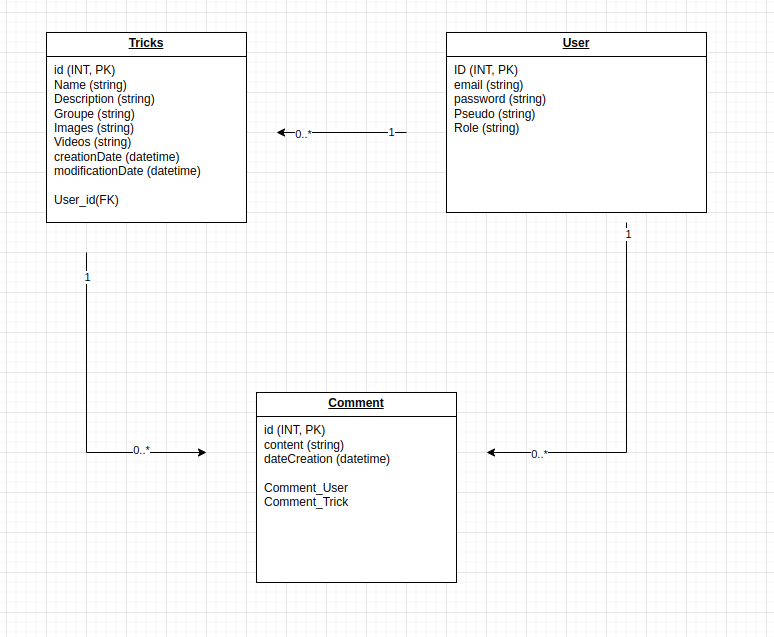 Tricks
id (INT, PK)
Name (string)
Description (string)
Groupe (string)
Images (string)
Videos (string)
creationDate (datetime)
modificationDate (datetime)
User_id(FK)
0..*
1
User
ID (INT, PK)
email (string)
password (string)
Pseudo (string)
Role (string)
1
0..*
1
0..*
Comment
id (INT, PK)
content (string)
dateCreation (datetime)
Comment_User
Comment_Trick